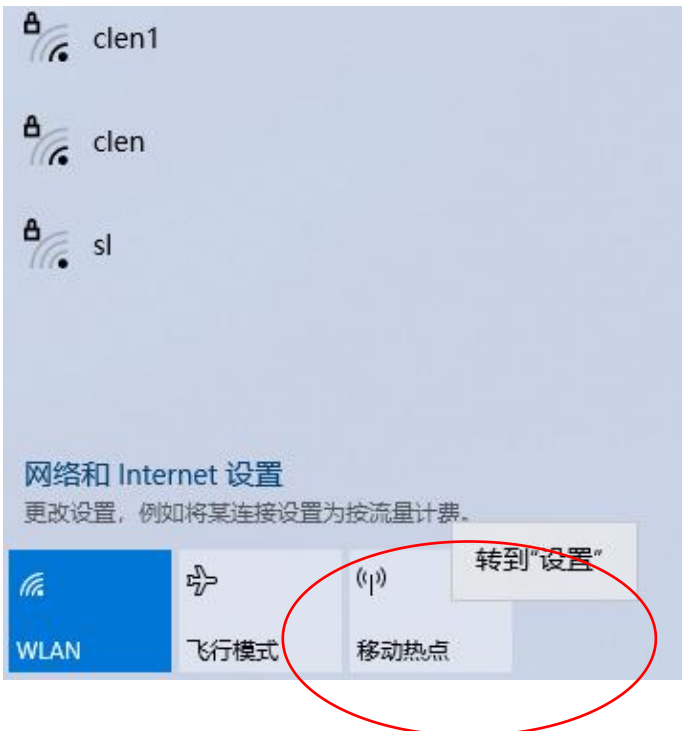 clen1
clen
sl
网络和 Internet 设置
更改设置，例如将某连接设置为按流量计费。
转到"设置"
WLAN
飞行模式
移动热点